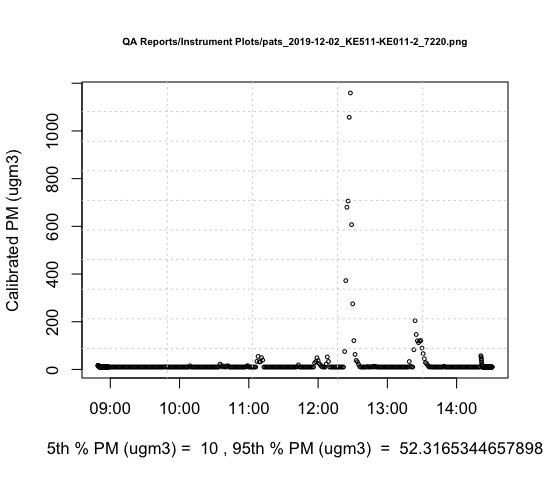 QA Reports/Instrument Plots/pats_2019-12-02_KE511-KE011-2_7220.png
Calibrated PM (ugm3)
1000
800
600
400
200
0
09:00 10:00 11:00 12:00 13:00 14:00
5th % PM (ugm3) = 10 , 95th % PM (ugm3) = 52.3165344657898